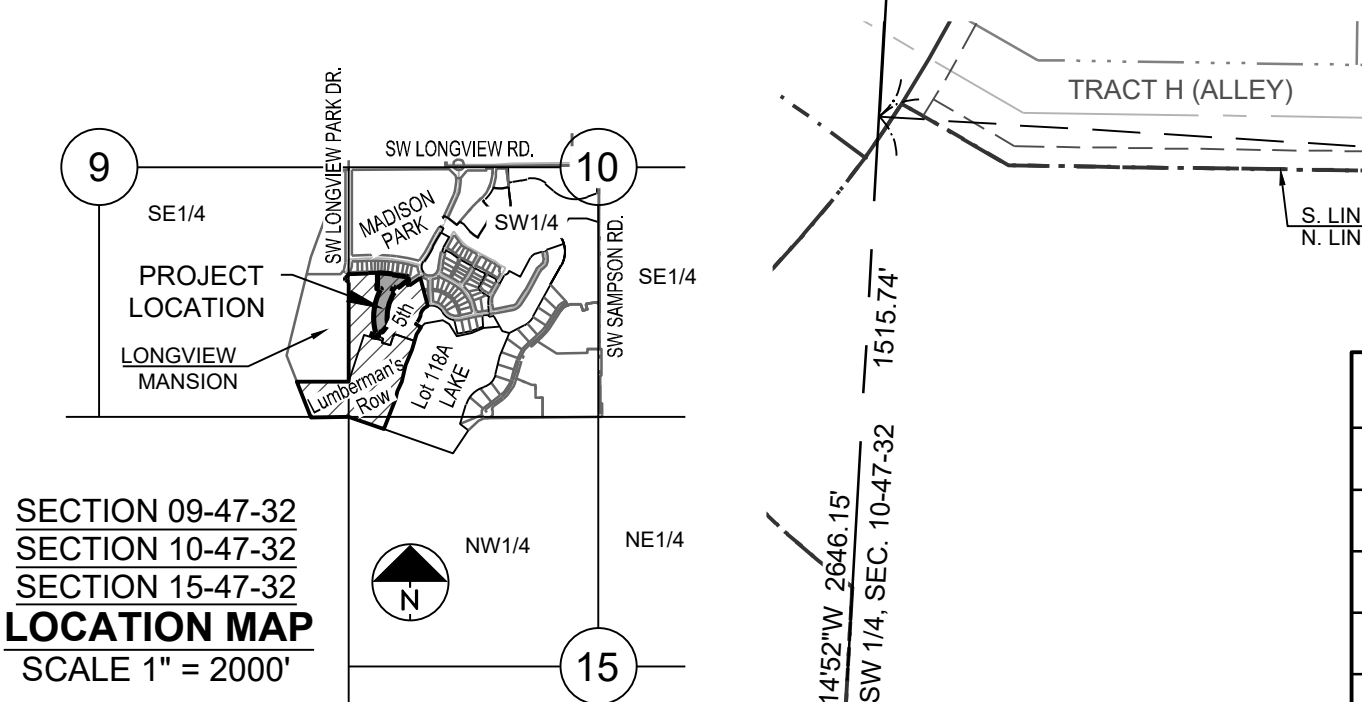 SW LONGVIEW PARK DR.
SW LONGVIEW RD.
9
10
SE1/4
MADISON
PARK
SW1/4
PROJECT
LOCATION
5th
SW SAMPSON RD.
SE1/4
LONGVIEW
MANSION
Lumberman's
Row
Lot 118A
LAKE
SECTION 09-47-32
SECTION 10-47-32
SECTION 15-47-32
LOCATION MAP
SCALE 1" = 2000'
N
NW1/4
NE1/4
15
TRACT H (ALLEY)
S. LIN
N. LIN
1515.74'
14'52"W 2646.15'
SW 1/4, SEC. 10-47-32